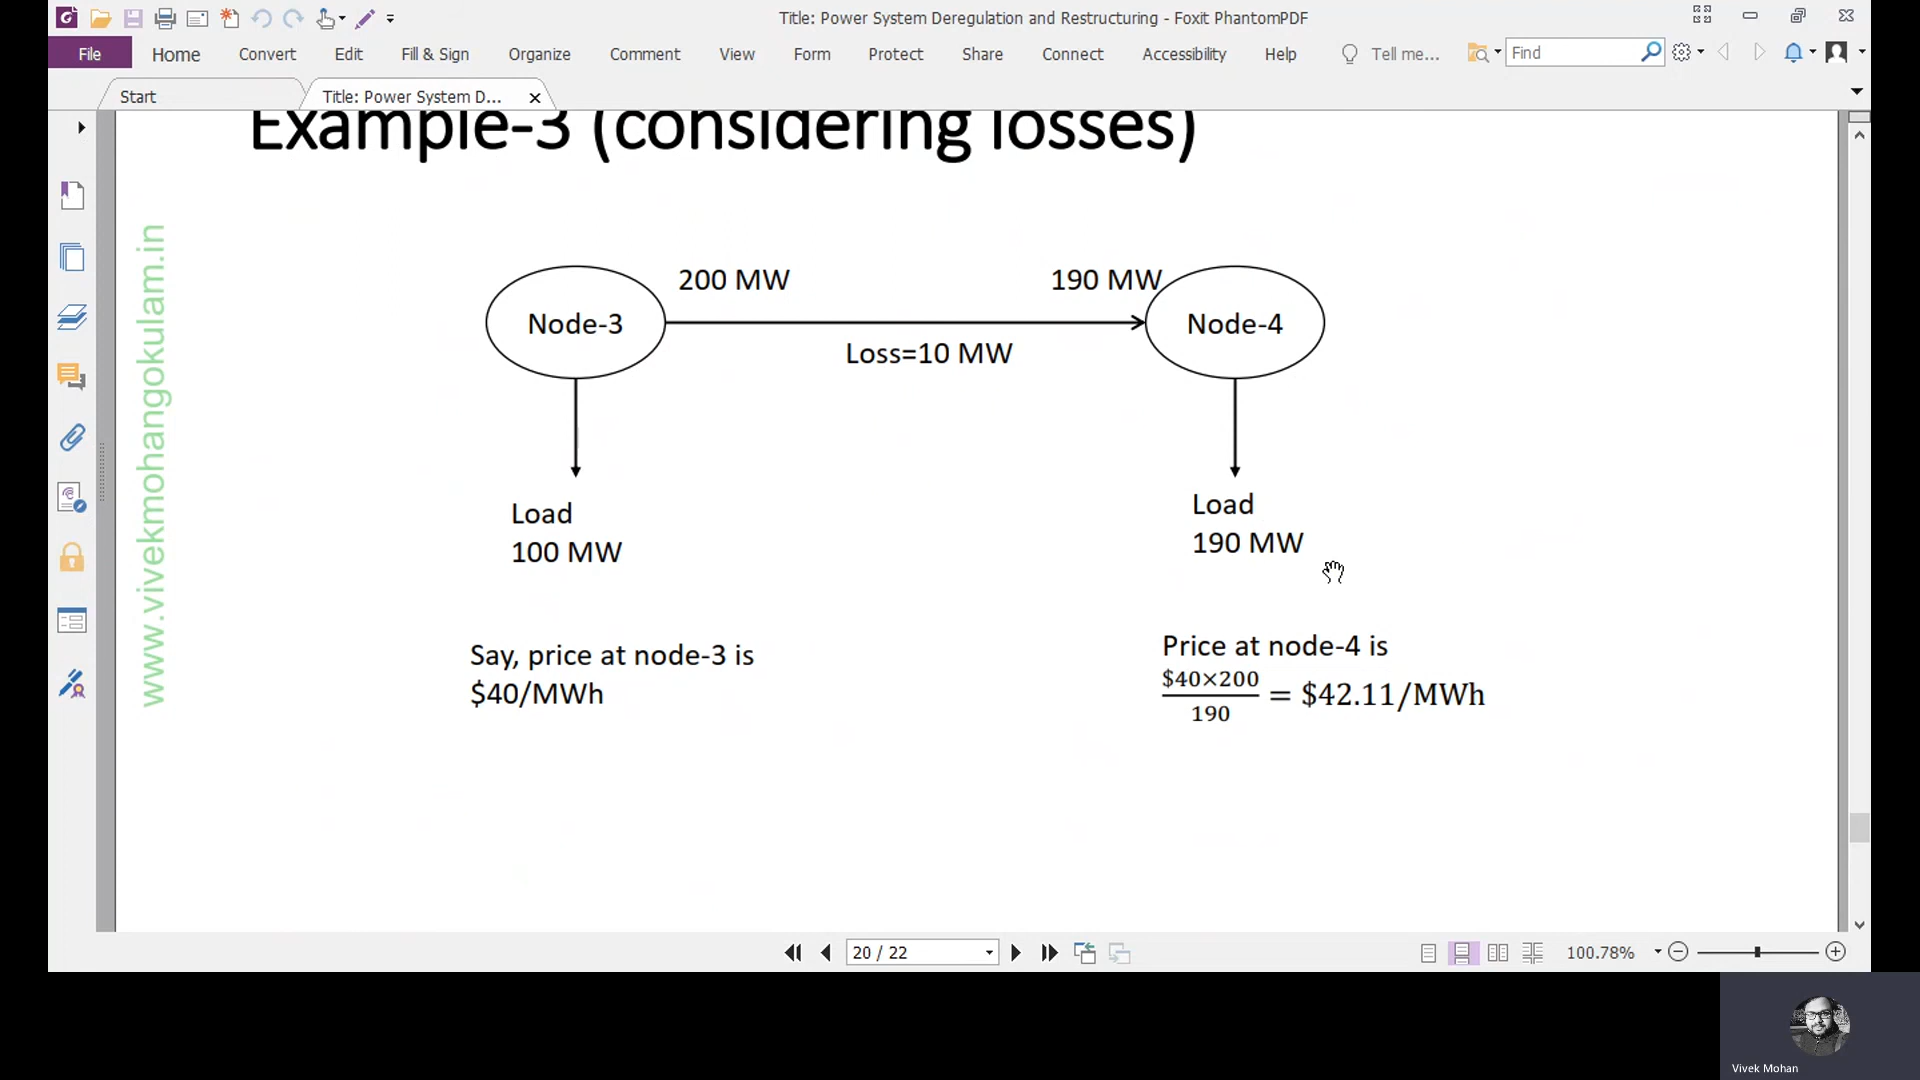 Title: Power System Deregulation and Restructuring - Foxit PhantomPDF
File Home Convert Edit Fill & Sign Organize Comment View Form Protect Share Connect Accessibility Help Tell me... Find
Start Title: Power System D...
Example-3 (considering losses)
www.vivekmohangokulam.in
200 MW 190 MW
Node-3 Node-4
Loss=10 MW
Load
100 MW
Load
190 MW
Say, price at node-3 is
$40/MWh
Price at node-4 is
$40×200
190
= $42.11/MWh
20 / 22 100.78%
Vivek Mohan